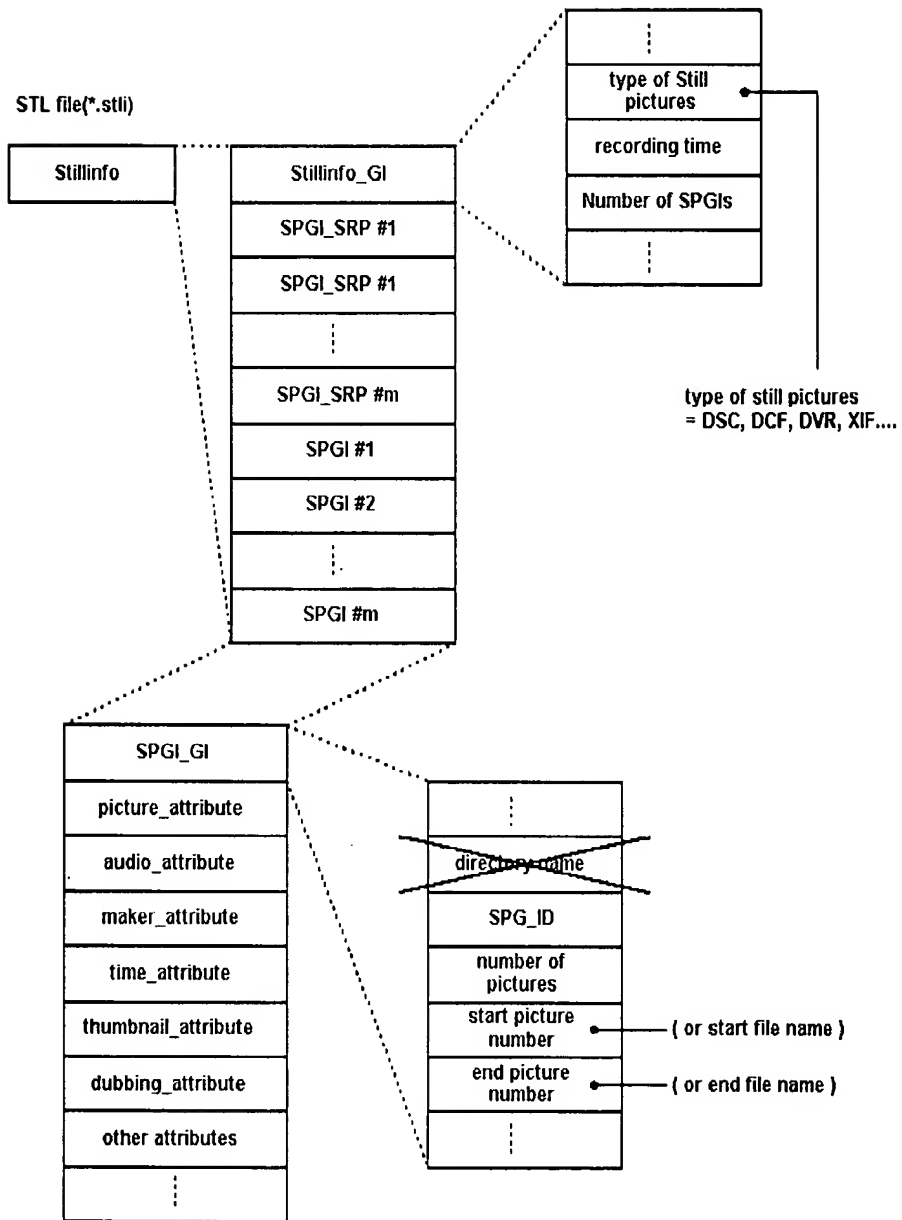 STL file(*.stli)
Stillinfo
Stillinfo_GI
SPGI_SRP #1
SPGI_SRP #1
SPGI_SRP #m
SPGI #1
SPGI #2
SPGI #m
type of Still
pictures
recording time
Number of SPGIs
type of still pictures
= DSC, DCF, DVR, XIF....
SPGI_GI
picture_attribute
audio_attribute
maker_attribute
time_attribute
thumbnail_attribute
dubbing_attribute
other attributes
directory name
SPG_ID
number of
pictures
start picture
number
( or start file name )
end picture
number
( or end file name )